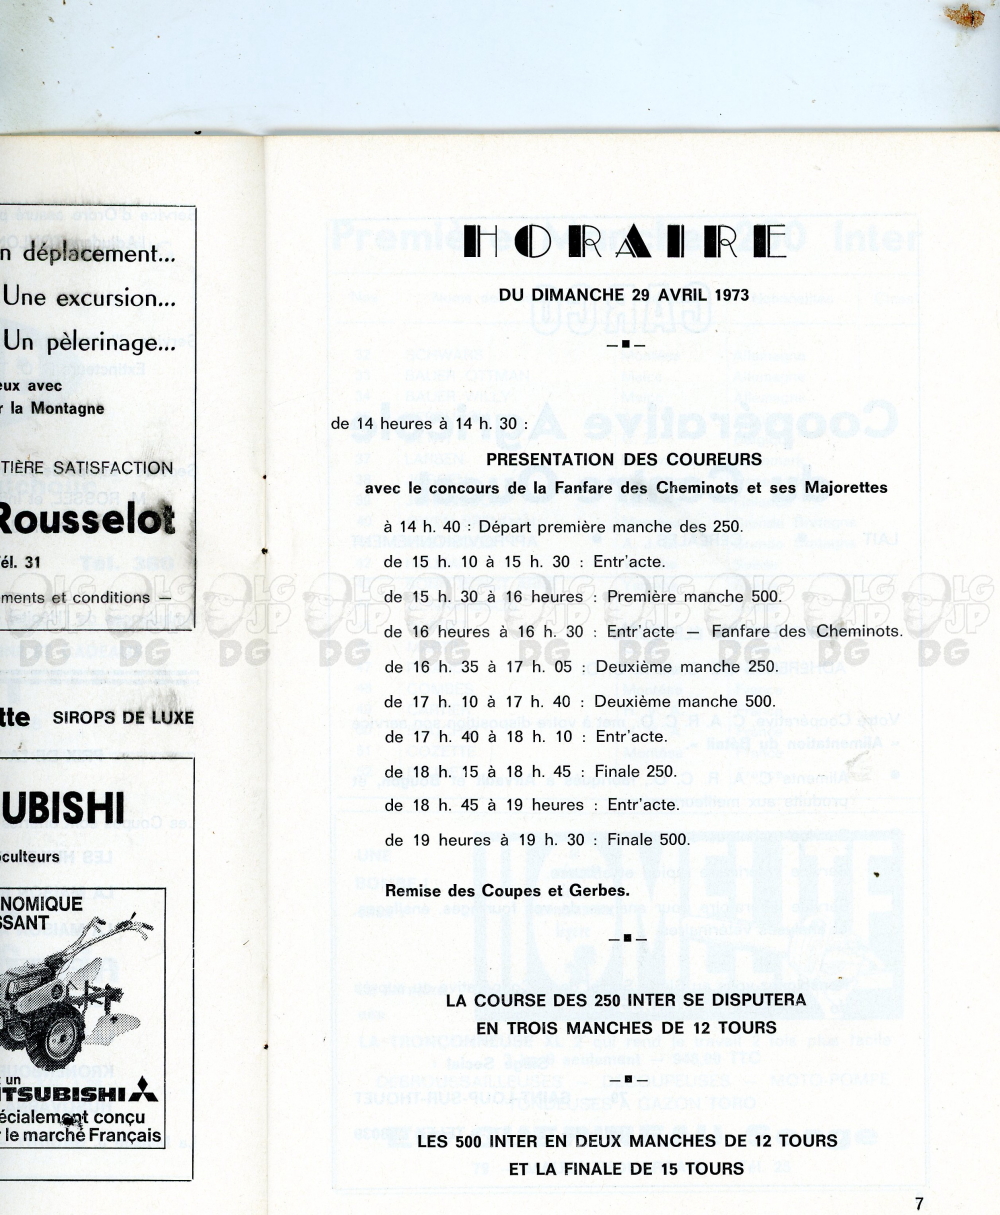 n déplacement...
Une excursion...
Un pèlerinage...
eux avec
r la Montagne
TIÈRE SATISFACTION
Rousselot
él. 31
ments et conditions —
tte SIROPS DE LUXE
UBISHI
culteurs
NOMIQUE
SSANT
un
TSUBISHI
écialement conçu
le marché Français
HORAIRE
DU DIMANCHE 29 AVRIL 1973
de 14 heures à 14 h. 30 :
PRESENTATION DES COUREURS
avec le concours de la Fanfare des Cheminots et ses Majorettes
à 14 h. 40 : Départ première manche des 250.
de 15 h. 10 à 15 h. 30 : Entr'acte.
de 15 h. 30 à 16 heures : Première manche 500.
de 16 heures à 16 h. 30 : Entr'acte — Fanfare des Cheminots.
de 16 h. 35 à 17 h. 05 : Deuxième manche 250.
de 17 h. 10 à 17 h. 40 : Deuxième manche 500.
de 17 h. 40 à 18 h. 10 : Entr'acte.
de 18 h. 15 à 18 h. 45 : Finale 250.
de 18 h. 45 à 19 heures : Entr'acte.
de 19 heures à 19 h. 30 : Finale 500.
Remise des Coupes et Gerbes.
LA COURSE DES 250 INTER SE DISPUTERA
EN TROIS MANCHES DE 12 TOURS
LES 500 INTER EN DEUX MANCHES DE 12 TOURS
ET LA FINALE DE 15 TOURS
7